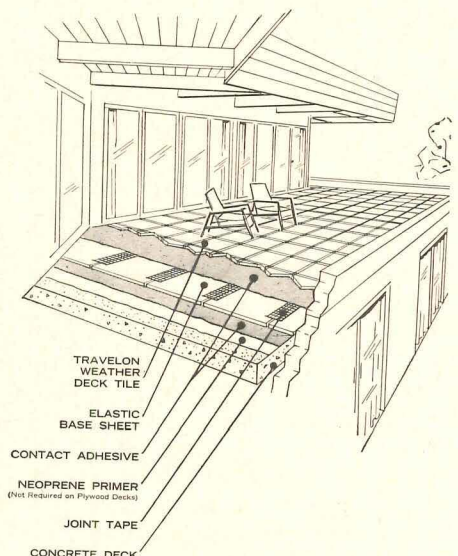 TRAVELON
WEATHER
DECK TILE
ELASTIC
BASE SHEET
CONTACT ADHESIVE
NEOPRENE PRIMER
(Not Required on Plywood Decks)
JOINT TAPE
CONCRETE DECK